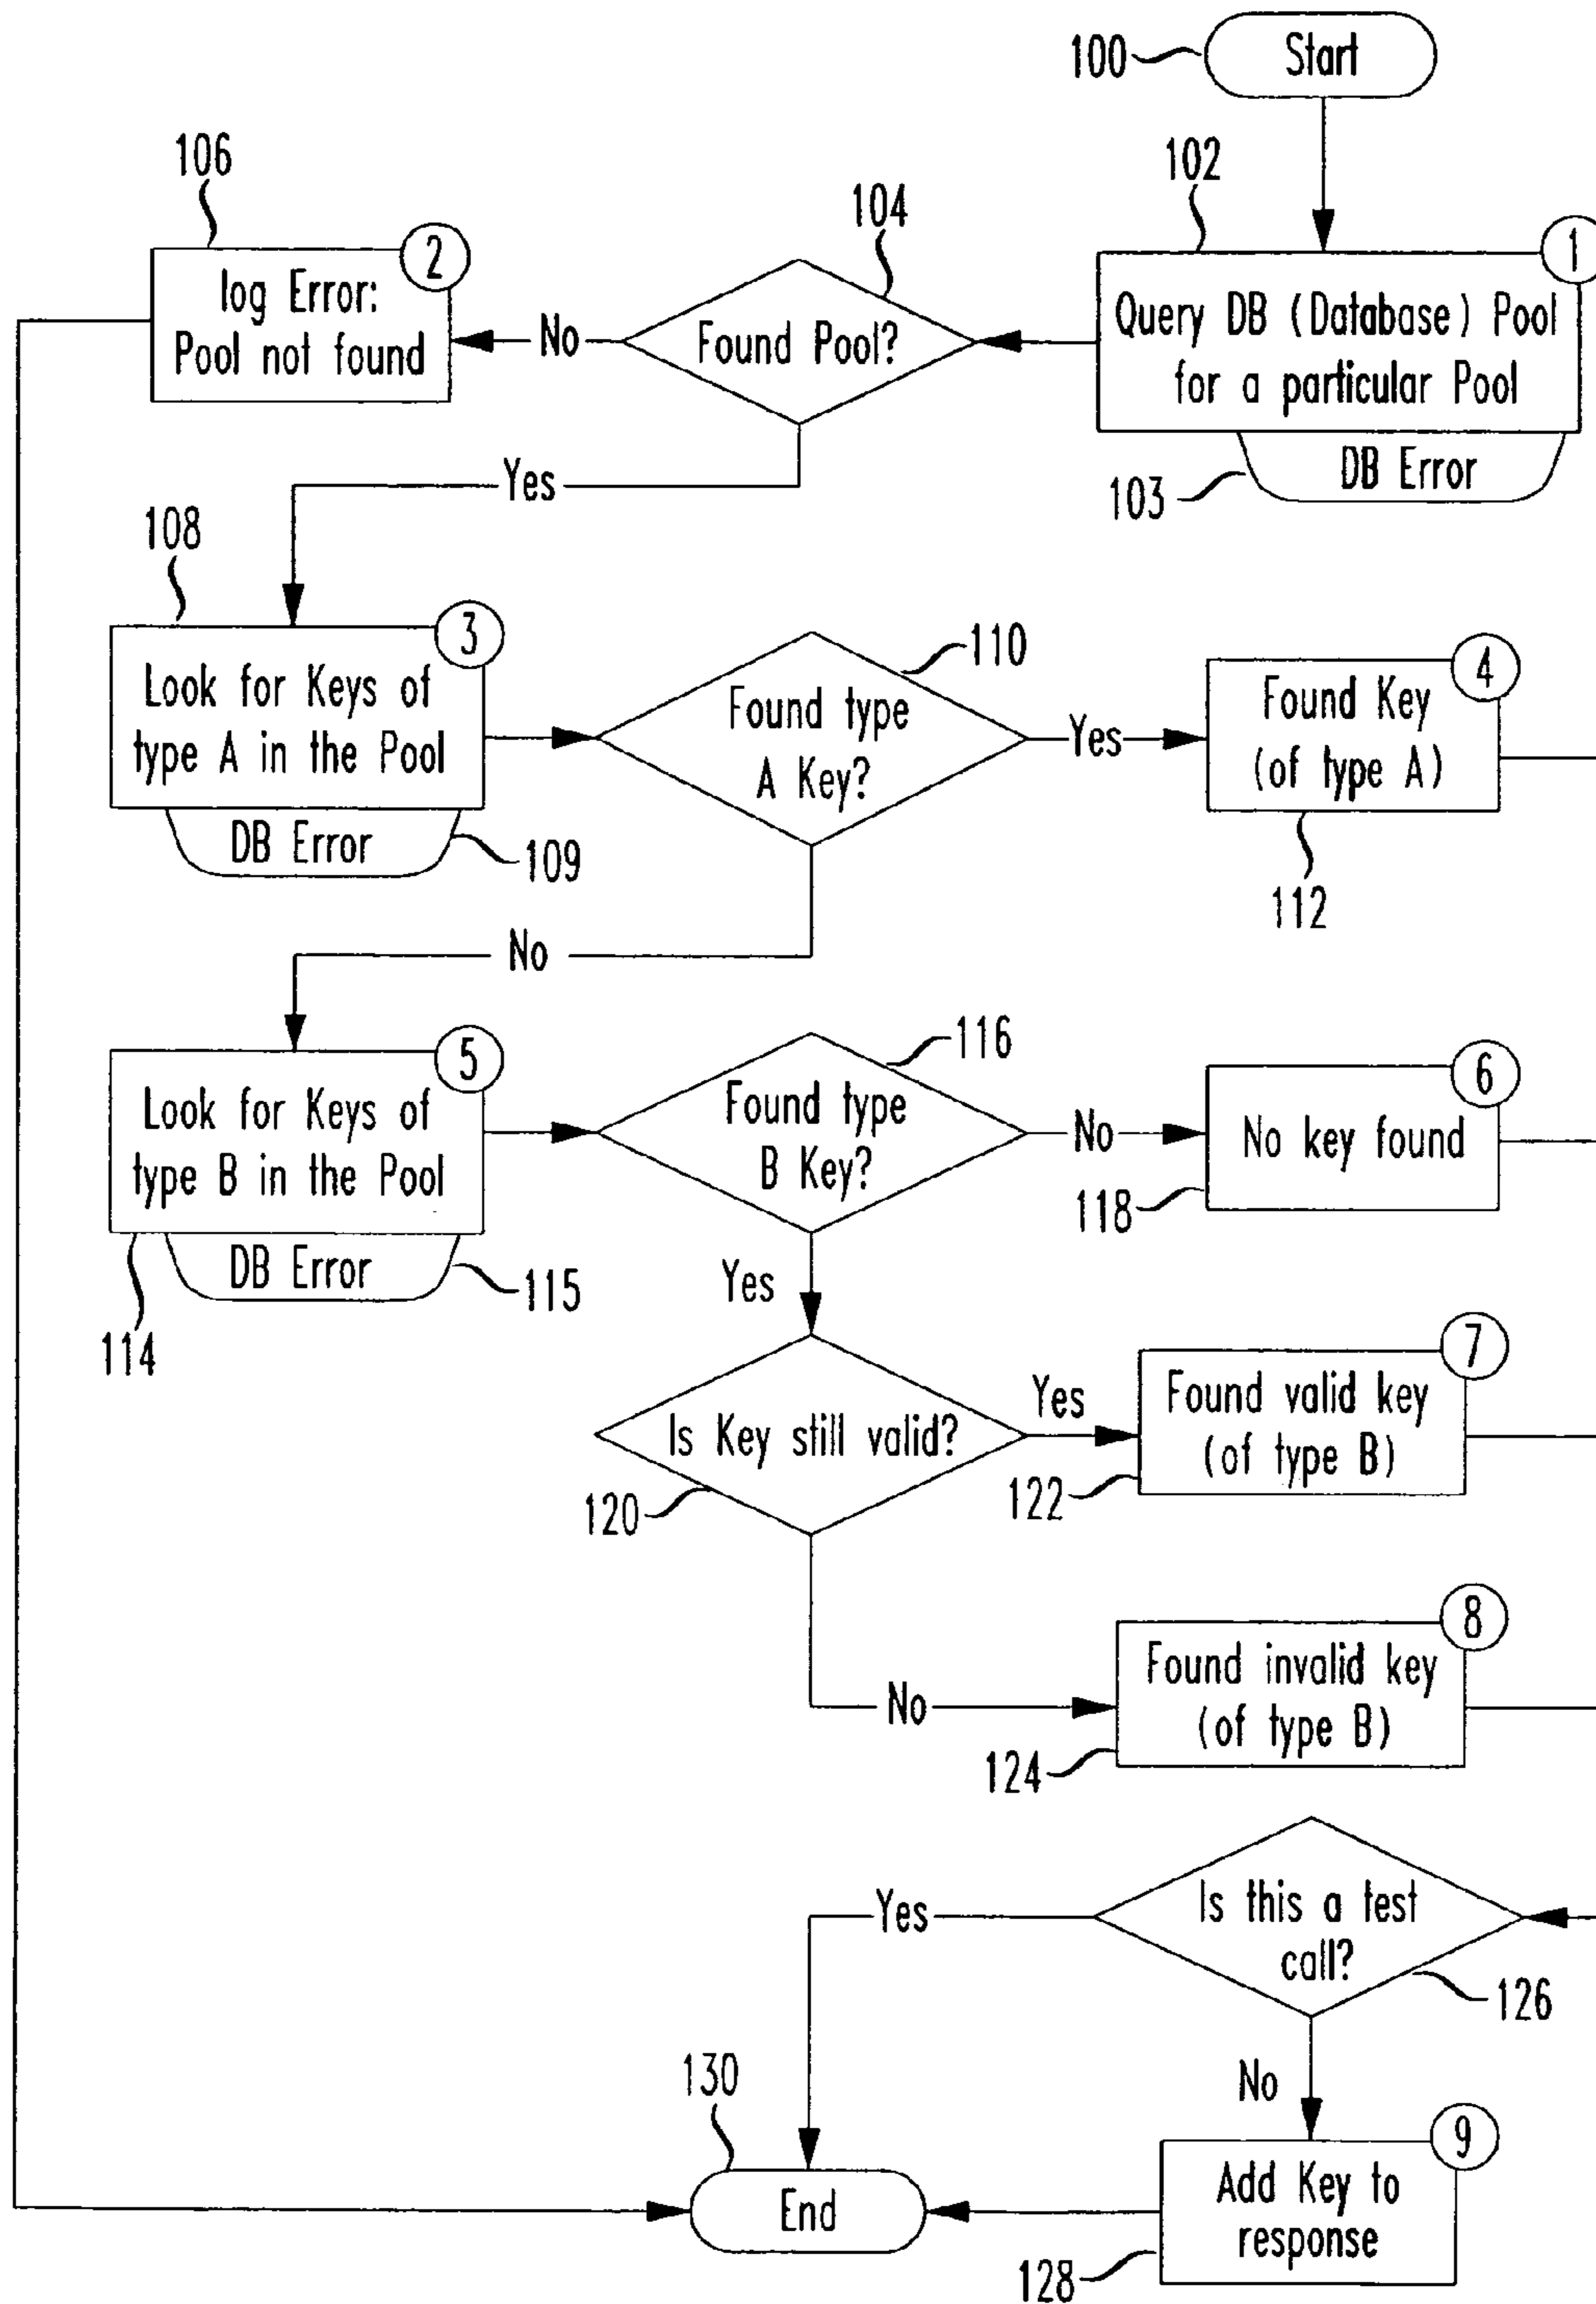 100
Start
106
102
104
2
1
log Error:
Pool not found
No
Found Pool?
Query DB (Database) Pool
for a particular Pool
Yes
103
DB Error
108
3
110
4
Look for Keys of
type A in the Pool
Found type
A Key?
Yes
Found Key
(of type A)
DB Error
109
112
No
5
116
6
Look for Keys of
type B in the Pool
Found type
B Key?
No
No key found
118
DB Error
115
Yes
114
7
Is Key still valid?
Yes
Found valid key
(of type B)
120
122
8
No
Found invalid key
(of type B)
124
Yes
Is this a test
call?
126
130
No
9
End
Add Key to
response
128